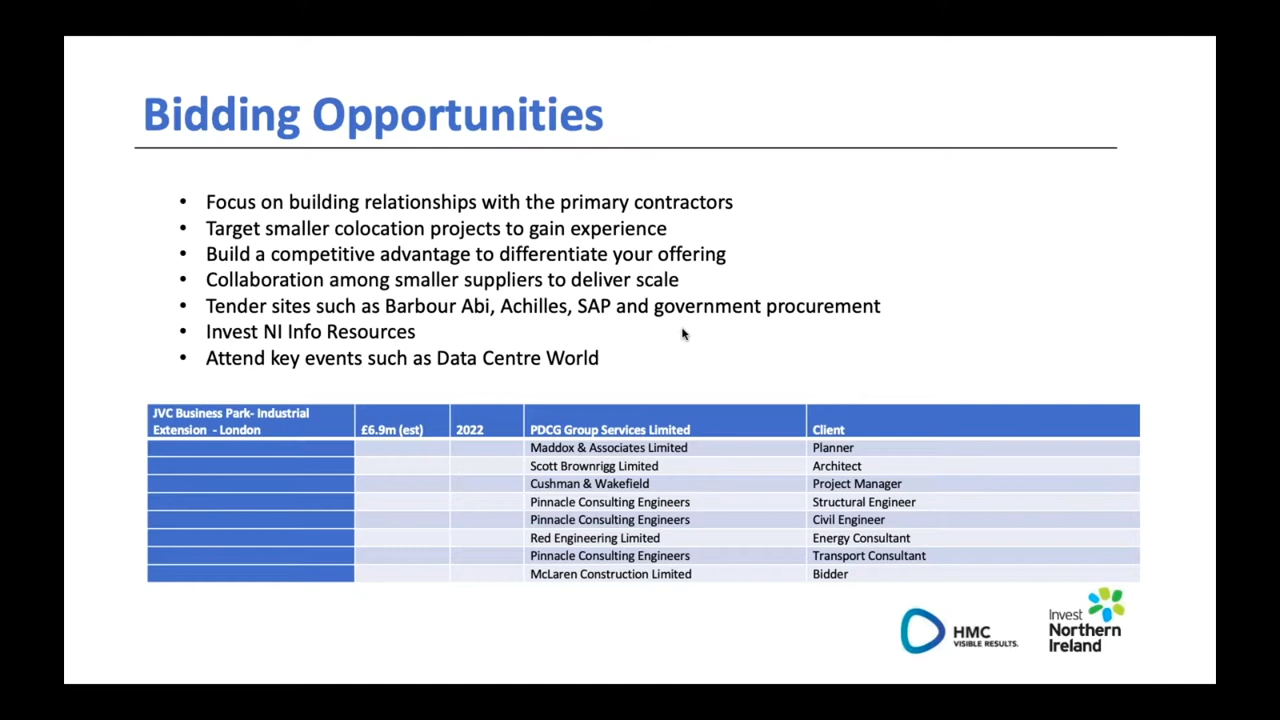 Bidding Opportunities
• Focus on building relationships with the primary contractors
• Target smaller colocation projects to gain experience
• Build a competitive advantage to differentiate your offering
• Collaboration among smaller suppliers to deliver scale
• Tender sites such as Barbour Abi, Achilles, SAP and government procurement
• Invest NI Info Resources
• Attend key events such as Data Centre World
JVC Business Park- Industrial
Extension - London £6.9m (est) 2022 PDCG Group Services Limited Client
Maddox & Associates Limited Planner
Scott Brownrigg Limited Architect
Cushman & Wakefield Project Manager
Pinnacle Consulting Engineers Structural Engineer
Pinnacle Consulting Engineers Civil Engineer
Red Engineering Limited Energy Consultant
Pinnacle Consulting Engineers Transport Consultant
McLaren Construction Limited Bidder
HMC
VISIBLE RESULTS.
Invest
Northern
Ireland